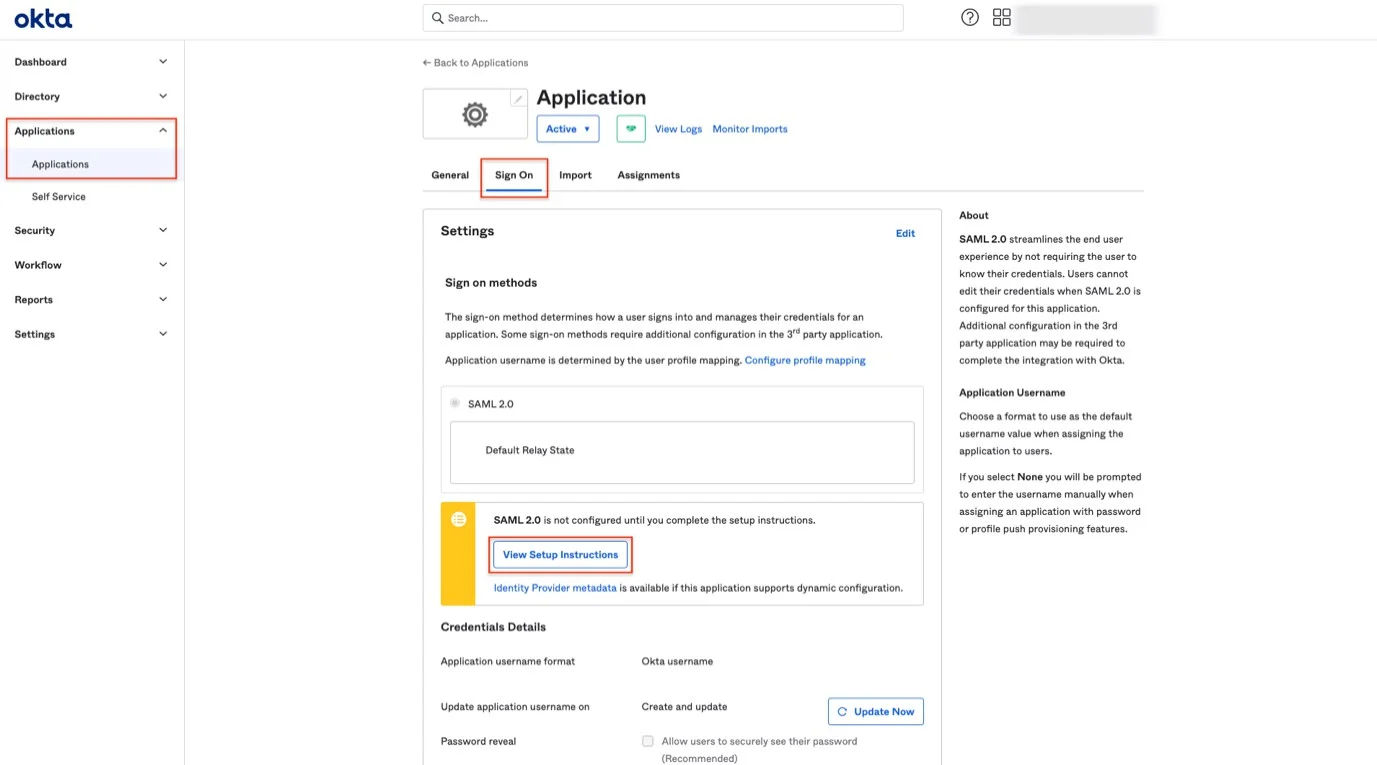 okta
Search...
Dashboard
Directory
Applications
Applications
Self Service
Security
Workflow
Reports
Settings
← Back to Applications
Application
Active ▼
View Logs
Monitor Imports
General
Sign On
Import
Assignments
Settings
Edit
Sign on methods
The sign-on method determines how a user signs into and manages their credentials for an
application. Some sign-on methods require additional configuration in the 3rd party application.
Application username is determined by the user profile mapping. Configure profile mapping
SAML 2.0
Default Relay State
SAML 2.0 is not configured until you complete the setup instructions.
View Setup Instructions
Identity Provider metadata is available if this application supports dynamic configuration.
Credentials Details
Application username format
Okta username
Update application username on
Create and update
Update Now
Password reveal
Allow users to securely see their password
(Recommended)
About
SAML 2.0 streamlines the end user
experience by not requiring the user to
know their credentials. Users cannot
edit their credentials when SAML 2.0 is
configured for this application.
Additional configuration in the 3rd
party application may be required to
complete the integration with Okta.
Application Username
Choose a format to use as the default
username value when assigning the
application to users.
If you select None you will be prompted
to enter the username manually when
assigning an application with password
or profile push provisioning features.